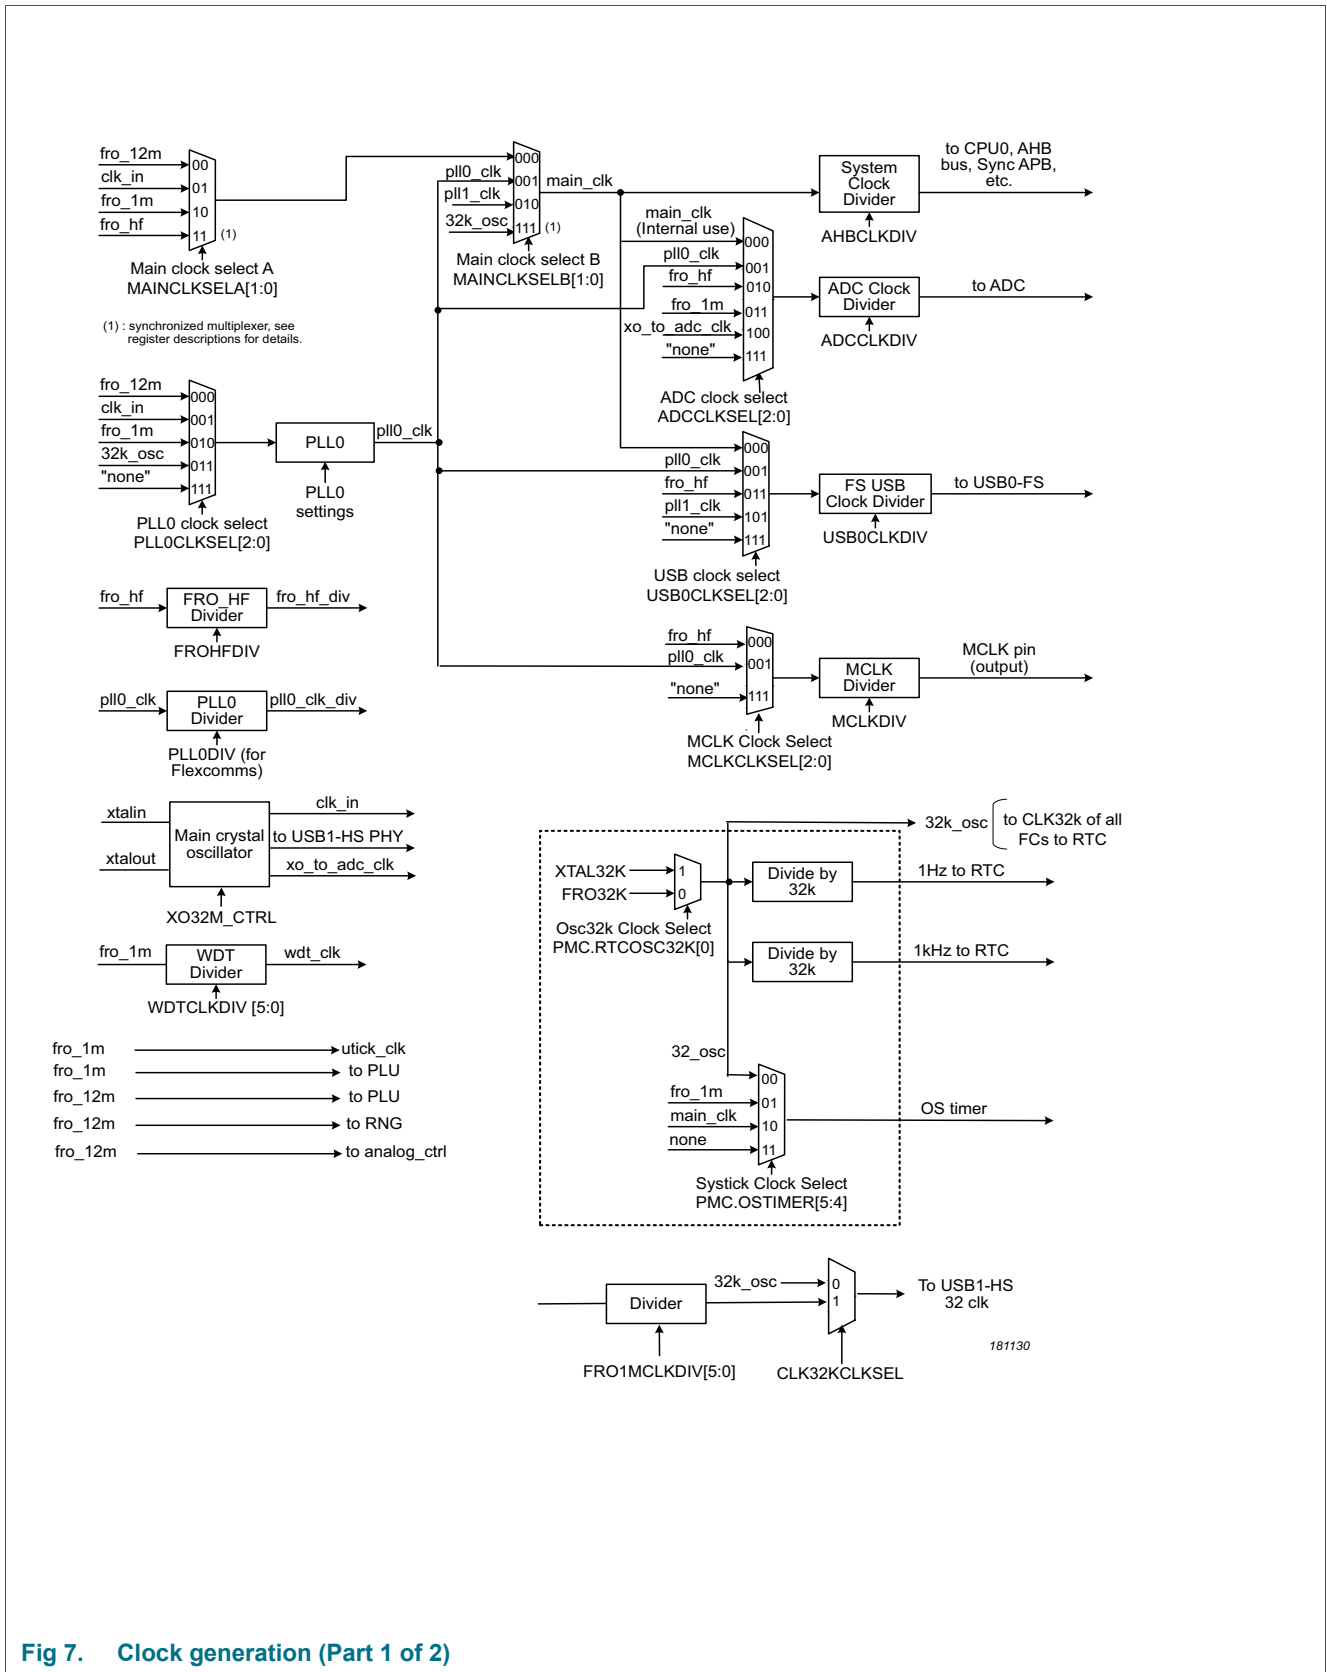 fro_12m
clk_in
fro_1m
fro_hf
00
01
10
11
(1)
Main clock select A
MAINCLKSELA[1:0]
(1) : synchronized multiplexer, see
register descriptions for details.
pll0_clk
pll1_clk
32k_osc
000
001
010
111
(1)
main_clk
Main clock select B
MAINCLKSELB[1:0]
System
Clock
Divider
AHBCLKDIV
to CPU0, AHB
bus, Sync APB,
etc.
main_clk
(Internal use)
pll0_clk
fro_hf
fro_1m
xo_to_adc_clk
"none"
000
001
010
011
100
111
ADC clock select
ADCCLKSEL[2:0]
ADC Clock
Divider
ADCCLKDIV
to ADC
fro_12m
clk_in
fro_1m
32k_osc
"none"
000
001
010
011
111
PLL0 clock select
PLL0CLKSEL[2:0]
PLL0
PLL0
settings
pll0_clk
pll0_clk
fro_hf
pll1_clk
"none"
000
001
011
101
111
USB clock select
USB0CLKSEL[2:0]
FS USB
Clock Divider
USB0CLKDIV
to USB0-FS
fro_hf
FRO_HF
Divider
fro_hf_div
FROHFDIV
fro_hf
pll0_clk
"none"
000
001
111
MCLK Clock Select
MCLKCLKSEL[2:0]
MCLK
Divider
MCLKDIV
MCLK pin
(output)
pll0_clk
PLL0
Divider
pll0_clk_div
PLL0DIV (for
Flexcomms)
xtalin
xtalout
Main crystal
oscillator
clk_in
to USB1-HS PHY
xo_to_adc_clk
XO32M_CTRL
fro_1m
WDT
Divider
wdt_clk
WDTCLKDIV [5:0]
fro_1m
utick_clk
fro_1m
to PLU
fro_12m
to PLU
fro_12m
to RNG
fro_12m
to analog_ctrl
32k_osc
to CLK32k of all
FCs to RTC
XTAL32K
FRO32K
1
0
Osc32k Clock Select
PMC.RTCOSC32K[0]
Divide by
32k
1Hz to RTC
Divide by
32k
1kHz to RTC
32_osc
fro_1m
main_clk
none
00
01
10
11
Systick Clock Select
PMC.OSTIMER[5:4]
OS timer
Divider
FRO1MCLKDIV[5:0]
32k_osc
0
1
CLK32KCLKSEL
To USB1-HS
32 clk
181130
Fig 7. Clock generation (Part 1 of 2)